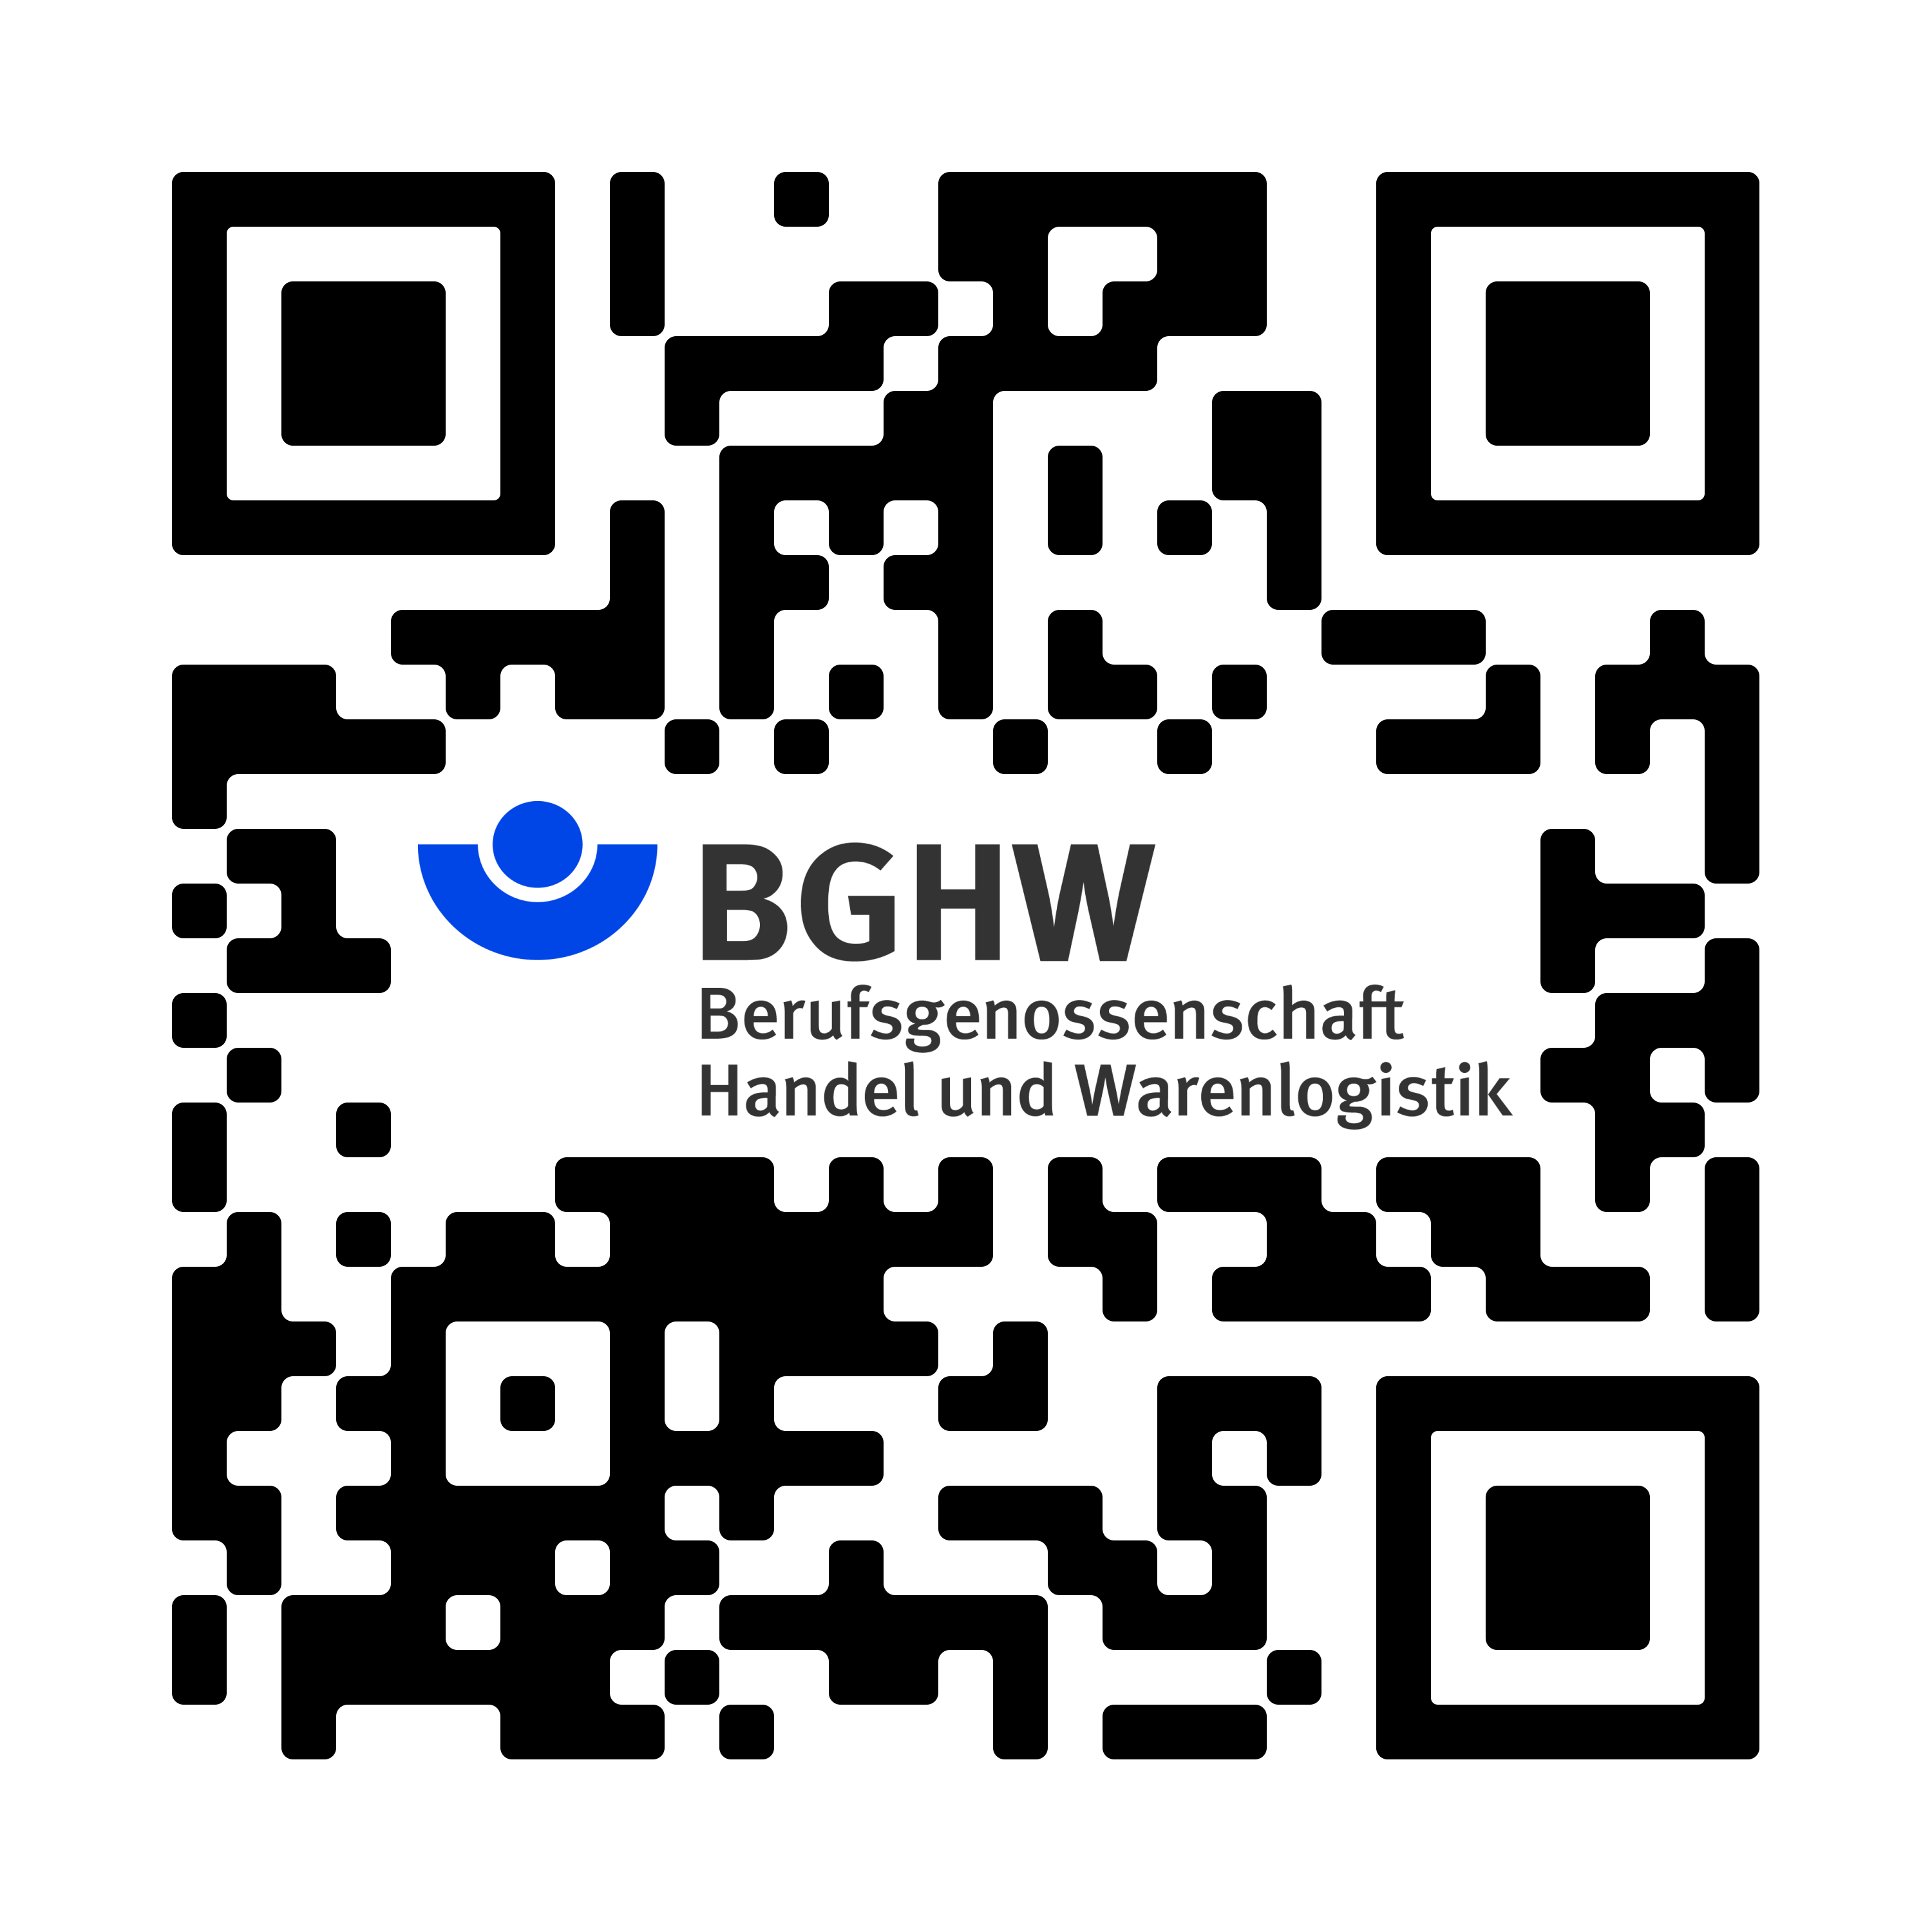 BGHW
Berufsgenossenschaft
Handel und Warenlogistik